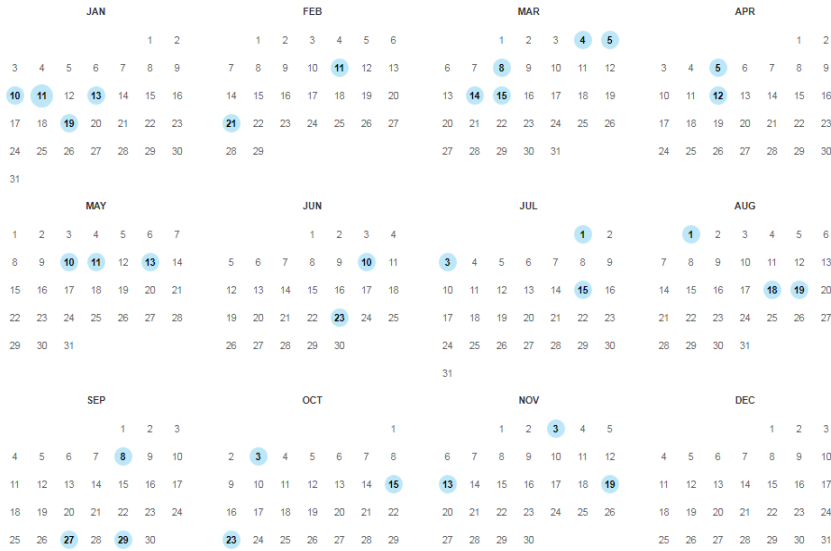 JAN
1 2
3 4 5 6 7 8 9
10 11 12 13 14 15 16
17 18 19 20 21 22 23
24 25 26 27 28 29 30
31
FEB
1 2 3 4 5 6
7 8 9 10 11 12 13
14 15 16 17 18 19 20
21 22 23 24 25 26 27
28 29
MAR
1 2 3 4 5
6 7 8 9 10 11 12
13 14 15 16 17 18 19
20 21 22 23 24 25 26
27 28 29 30 31
APR
1 2
3 4 5 6 7 8 9
10 11 12 13 14 15 16
17 18 19 20 21 22 23
24 25 26 27 28 29 30
MAY
1 2 3 4 5 6 7
8 9 10 11 12 13 14
15 16 17 18 19 20 21
22 23 24 25 26 27 28
29 30 31
JUN
1 2 3 4
5 6 7 8 9 10 11
12 13 14 15 16 17 18
19 20 21 22 23 24 25
26 27 28 29 30
JUL
1 2
3 4 5 6 7 8 9
10 11 12 13 14 15 16
17 18 19 20 21 22 23
24 25 26 27 28 29 30
31
AUG
1 2 3 4 5 6
7 8 9 10 11 12 13
14 15 16 17 18 19 20
21 22 23 24 25 26 27
28 29 30 31
SEP
1 2 3
4 5 6 7 8 9 10
11 12 13 14 15 16 17
18 19 20 21 22 23 24
25 26 27 28 29 30
OCT
1
2 3 4 5 6 7 8
9 10 11 12 13 14 15
16 17 18 19 20 21 22
23 24 25 26 27 28 29
NOV
1 2 3 4 5
6 7 8 9 10 11 12
13 14 15 16 17 18 19
20 21 22 23 24 25 26
27 28 29 30
DEC
1 2 3
4 5 6 7 8 9 10
11 12 13 14 15 16 17
18 19 20 21 22 23 24
25 26 27 28 29 30 31